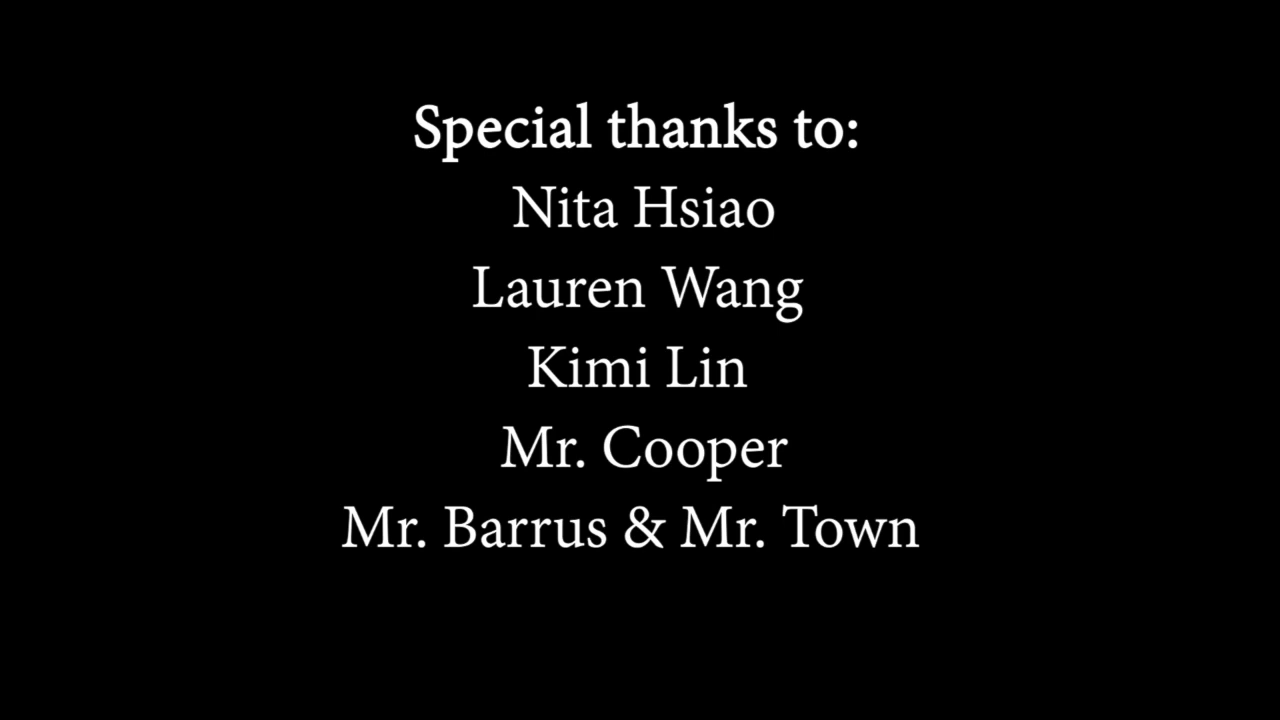 Special thanks to:
Nita Hsiao
Lauren Wang
Kimi Lin
Mr. Cooper
Mr. Barrus & Mr. Town